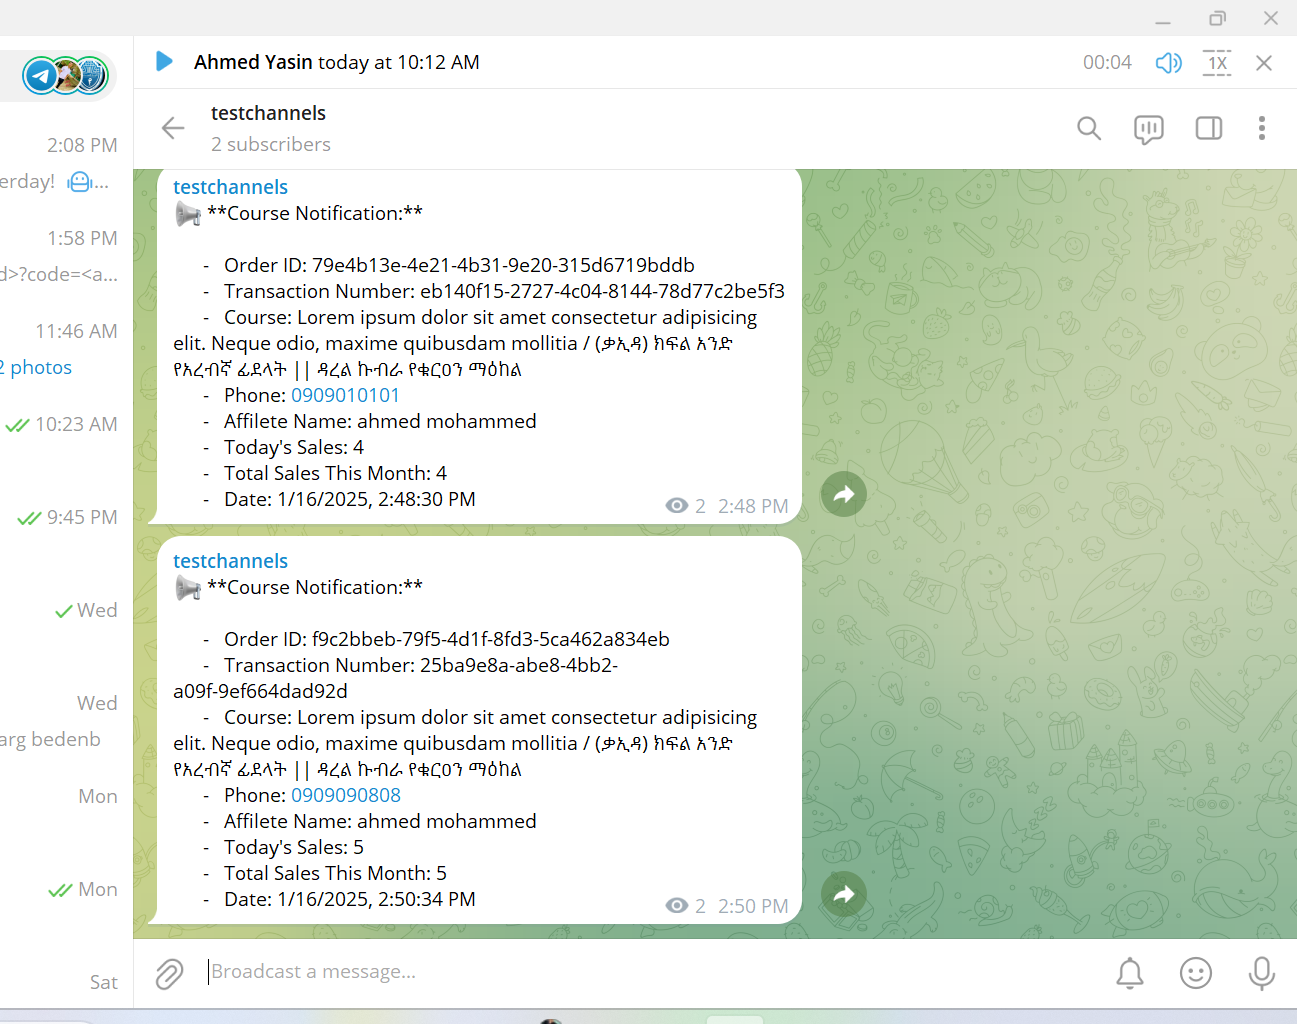 Ahmed Yasin today at 10:12 AM
00:04
1X
testchannels
2 subscribers
2:08 PM
erday! ...
1:58 PM
d>?code=<a...
11:46 AM
2 photos
10:23 AM
9:45 PM
Wed
Wed
arg bedenb
Mon
Mon
Sat
testchannels
**Course Notification:**
- Order ID: 79e4b13e-4e21-4b31-9e20-315d6719bddb
- Transaction Number: eb140f15-2727-4c04-8144-78d77c2be5f3
- Course: Lorem ipsum dolor sit amet consectetur adipisicing
elit. Neque odio, maxime quibusdam mollitia / (ቃኢዳ) ክፍል አንድ
የአረብኛ ፊደላት || ዳረል ኩብራ የቁርዐን ማዕከል
- Phone: 0909010101
- Affilete Name: ahmed mohammed
- Today's Sales: 4
- Total Sales This Month: 4
- Date: 1/16/2025, 2:48:30 PM
2 2:48 PM
testchannels
**Course Notification:**
- Order ID: f9c2bbeb-79f5-4d1f-8fd3-5ca462a834eb
- Transaction Number: 25ba9e8a-abe8-4bb2-
a09f-9ef664dad92d
- Course: Lorem ipsum dolor sit amet consectetur adipisicing
elit. Neque odio, maxime quibusdam mollitia / (ቃኢዳ) ክፍል አንድ
የአረብኛ ፊደላት || ዳረል ኩብራ የቁርዐን ማዕከል
- Phone: 0909090808
- Affilete Name: ahmed mohammed
- Today's Sales: 5
- Total Sales This Month: 5
- Date: 1/16/2025, 2:50:34 PM
2 2:50 PM
Broadcast a message...